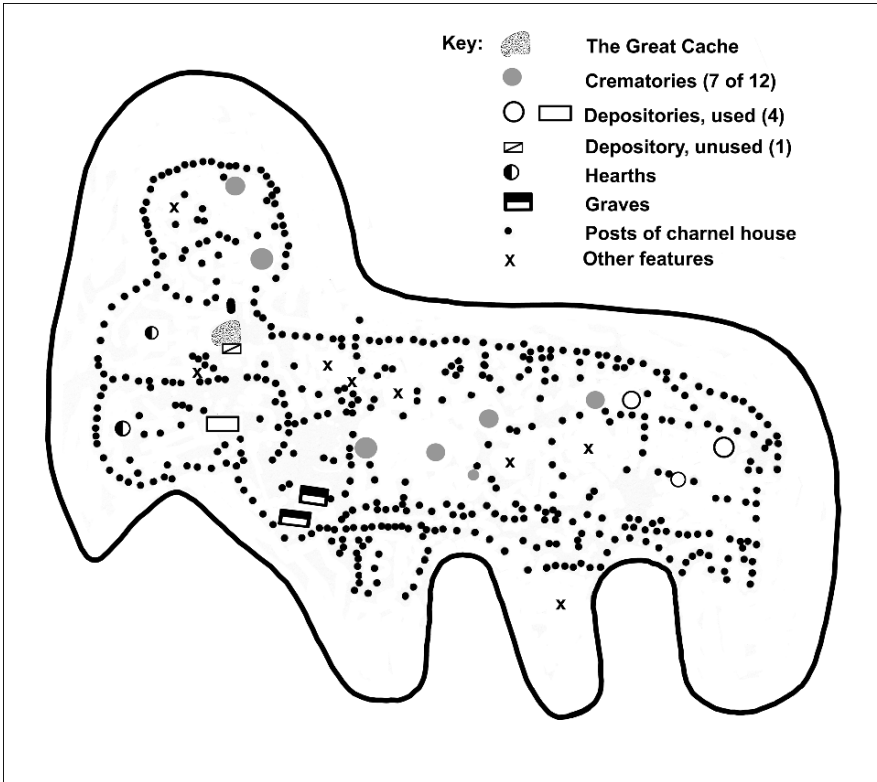 Key: The Great Cache
Crematories (7 of 12)
Depositories, used (4)
Depository, unused (1)
Hearths
Graves
Posts of charnel house
x Other features
x
x
x
x
x
x
x
x
x